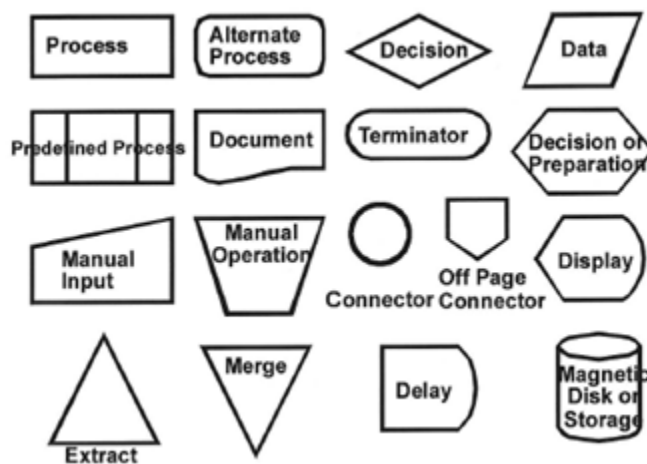 Process
Alternate
Process
Decision
Data
Predefined Process
Document
Terminator
Decision or
Preparation
Manual
Input
Manual
Operation
Connector
Off Page
Connector
Display
Extract
Merge
Delay
Magnetic
Disk or
Storage